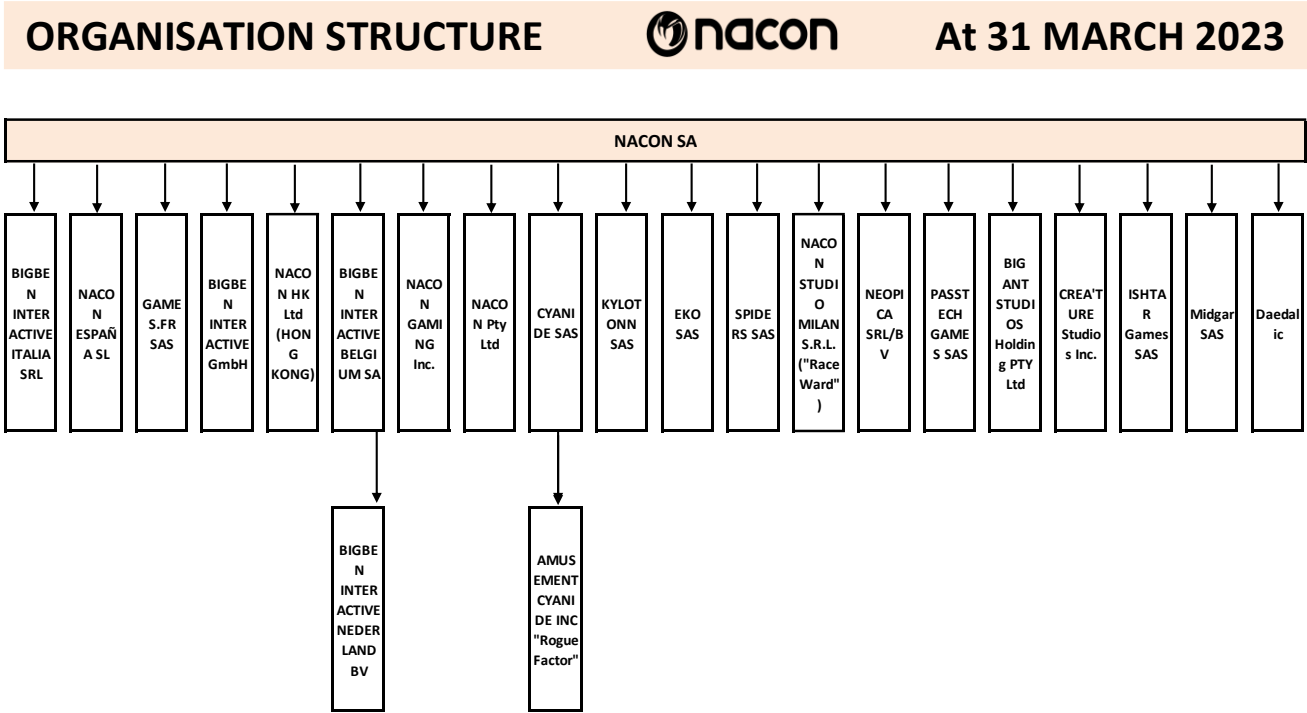 ORGANISATION STRUCTURE nacon At 31 MARCH 2023
NACON SA
BIGBE
N
INTER
ACTIVE
ITALIA
SRL
NACO
N
ESPAÑ
A SL
GAME
S.FR
SAS
BIGBE
N
INTER
ACTIVE
GmbH
NACO
N HK
Ltd
(HON
G
KONG)
BIGBE
N
INTER
ACTIVE
BELGI
UM SA
NACO
N
GAMI
NG
Inc.
NACO
N Pty
Ltd
CYANI
DE SAS
KYLOT
ONN
SAS
EKO
SAS
SPIDE
RS SAS
NACO
N
STUDI
O
MILAN
S.R.L.
("Race
Ward"
)
NEOPI
CA
SRL/B
V
PASST
ECH
GAME
S SAS
BIG
ANT
STUDI
OS
Holdin
g PTY
Ltd
CREA'T
URE
Studio
s Inc.
ISHTA
R
Games
SAS
Midgar
SAS
Daedal
ic
BIGBE
N
INTER
ACTIVE
NEDER
LAND
BV
AMUS
EMENT
CYANI
DE INC
"Rogue
Factor"